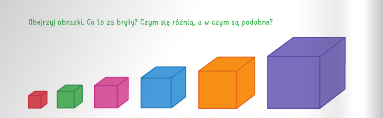 Obejrzyj obrazki. Co to za bryły? Czym się różnią, a w czym są podobne?